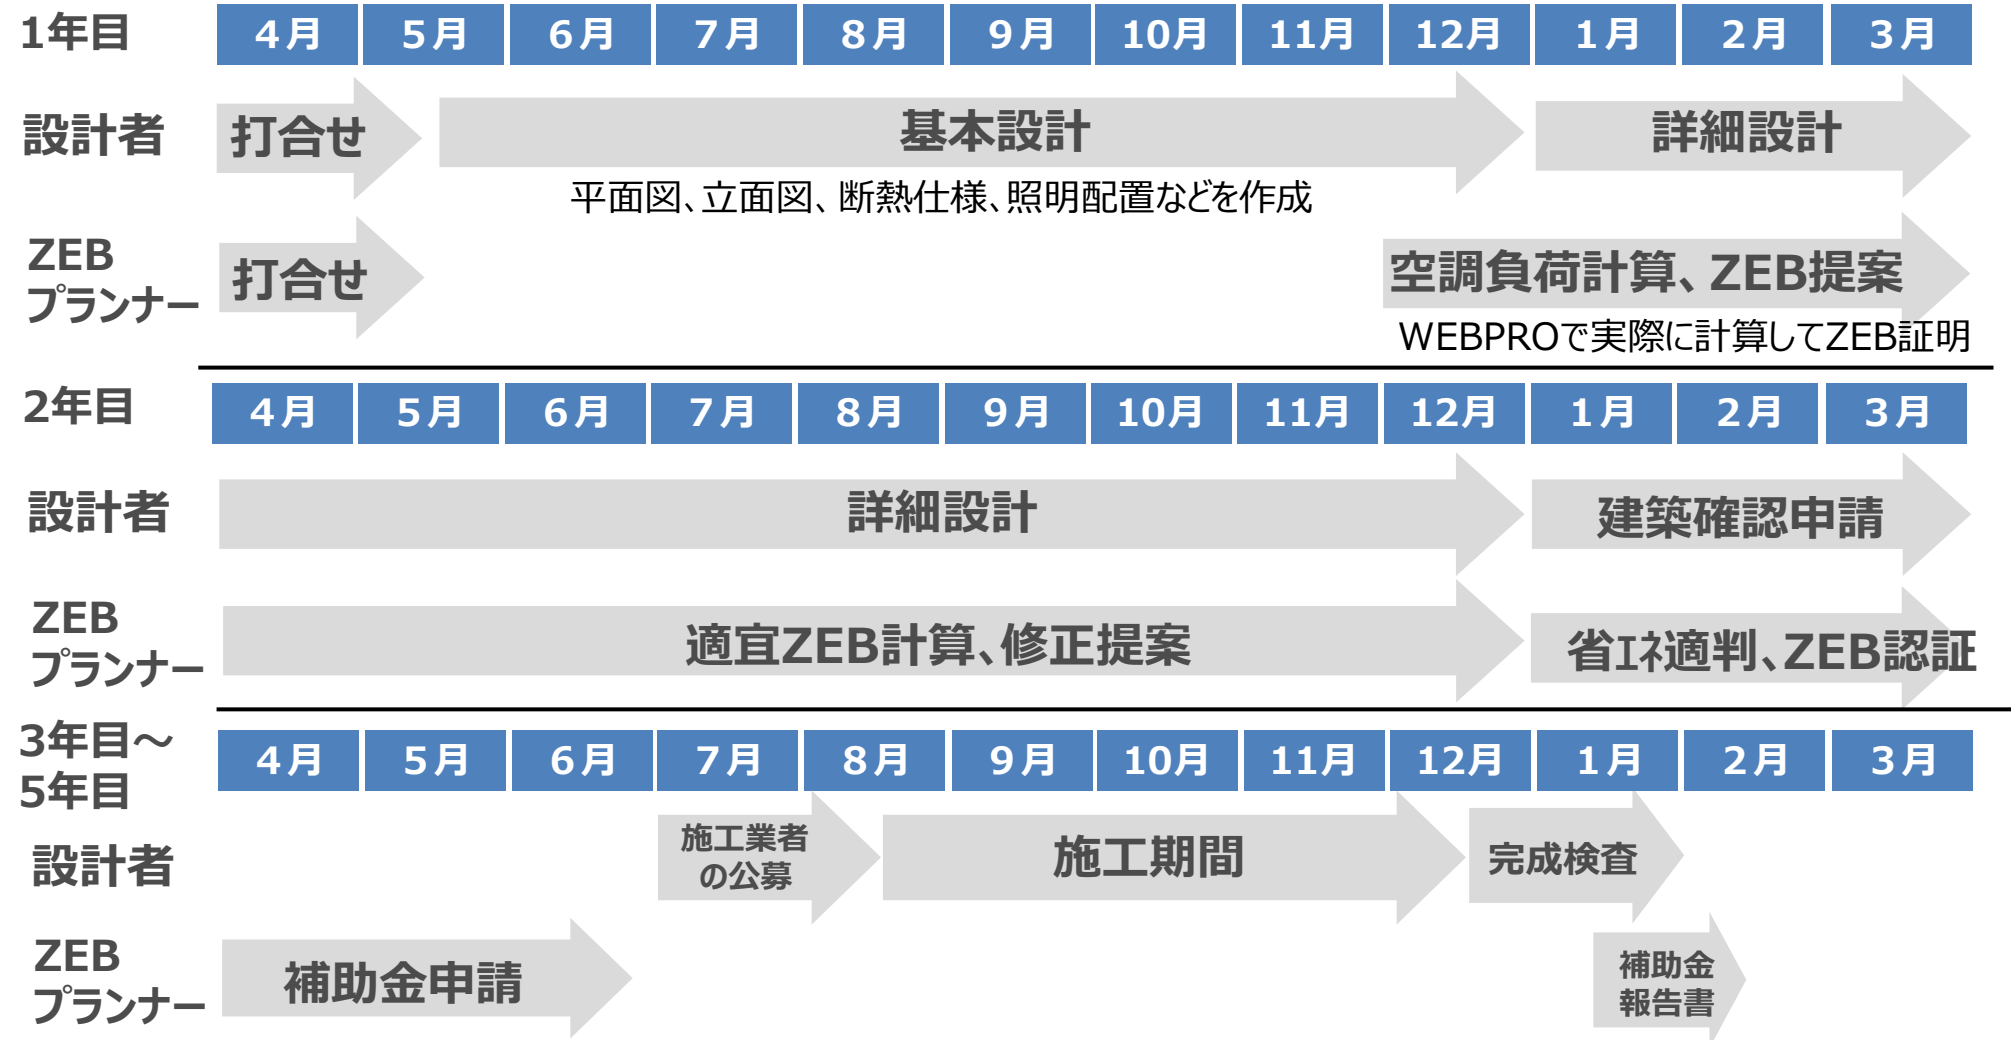 1年目 4月 5月 6月 7月 8月 9月 10月 11月 12月 1月 2月 3月
設計者 打合せ 基本設計 詳細設計
平面図、立面図、断熱仕様、照明配置などを作成
ZEB
プランナー
打合せ 空調負荷計算、ZEB提案
WEBPROで実際に計算してZEB証明
2年目 4月 5月 6月 7月 8月 9月 10月 11月 12月 1月 2月 3月
設計者 詳細設計 建築確認申請
ZEB
プランナー
適宜ZEB計算、修正提案 省エネ適判、ZEB認証
3年目～
5年目
4月 5月 6月 7月 8月 9月 10月 11月 12月 1月 2月 3月
設計者
施工業者
の公募
施工期間 完成検査
ZEB
プランナー
補助金申請
補助金
報告書